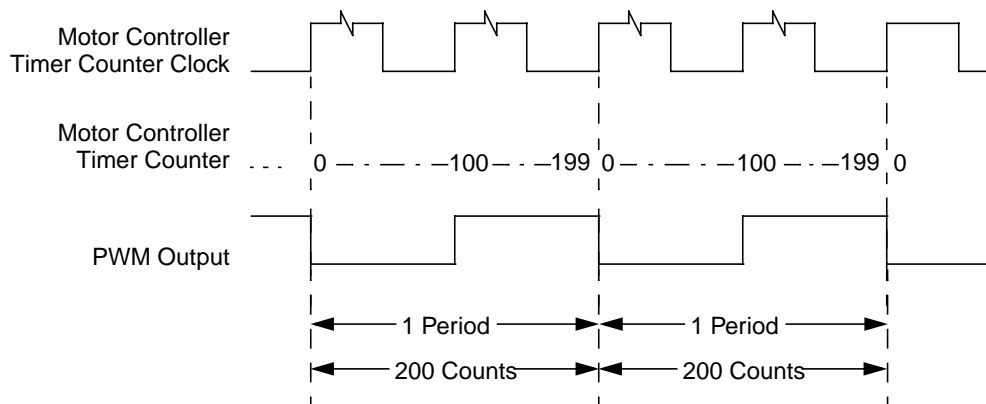 Motor Controller
Timer Counter Clock
Motor Controller
Timer Counter
0 100 199 0 100 199 0
PWM Output
1 Period 1 Period
200 Counts 200 Counts